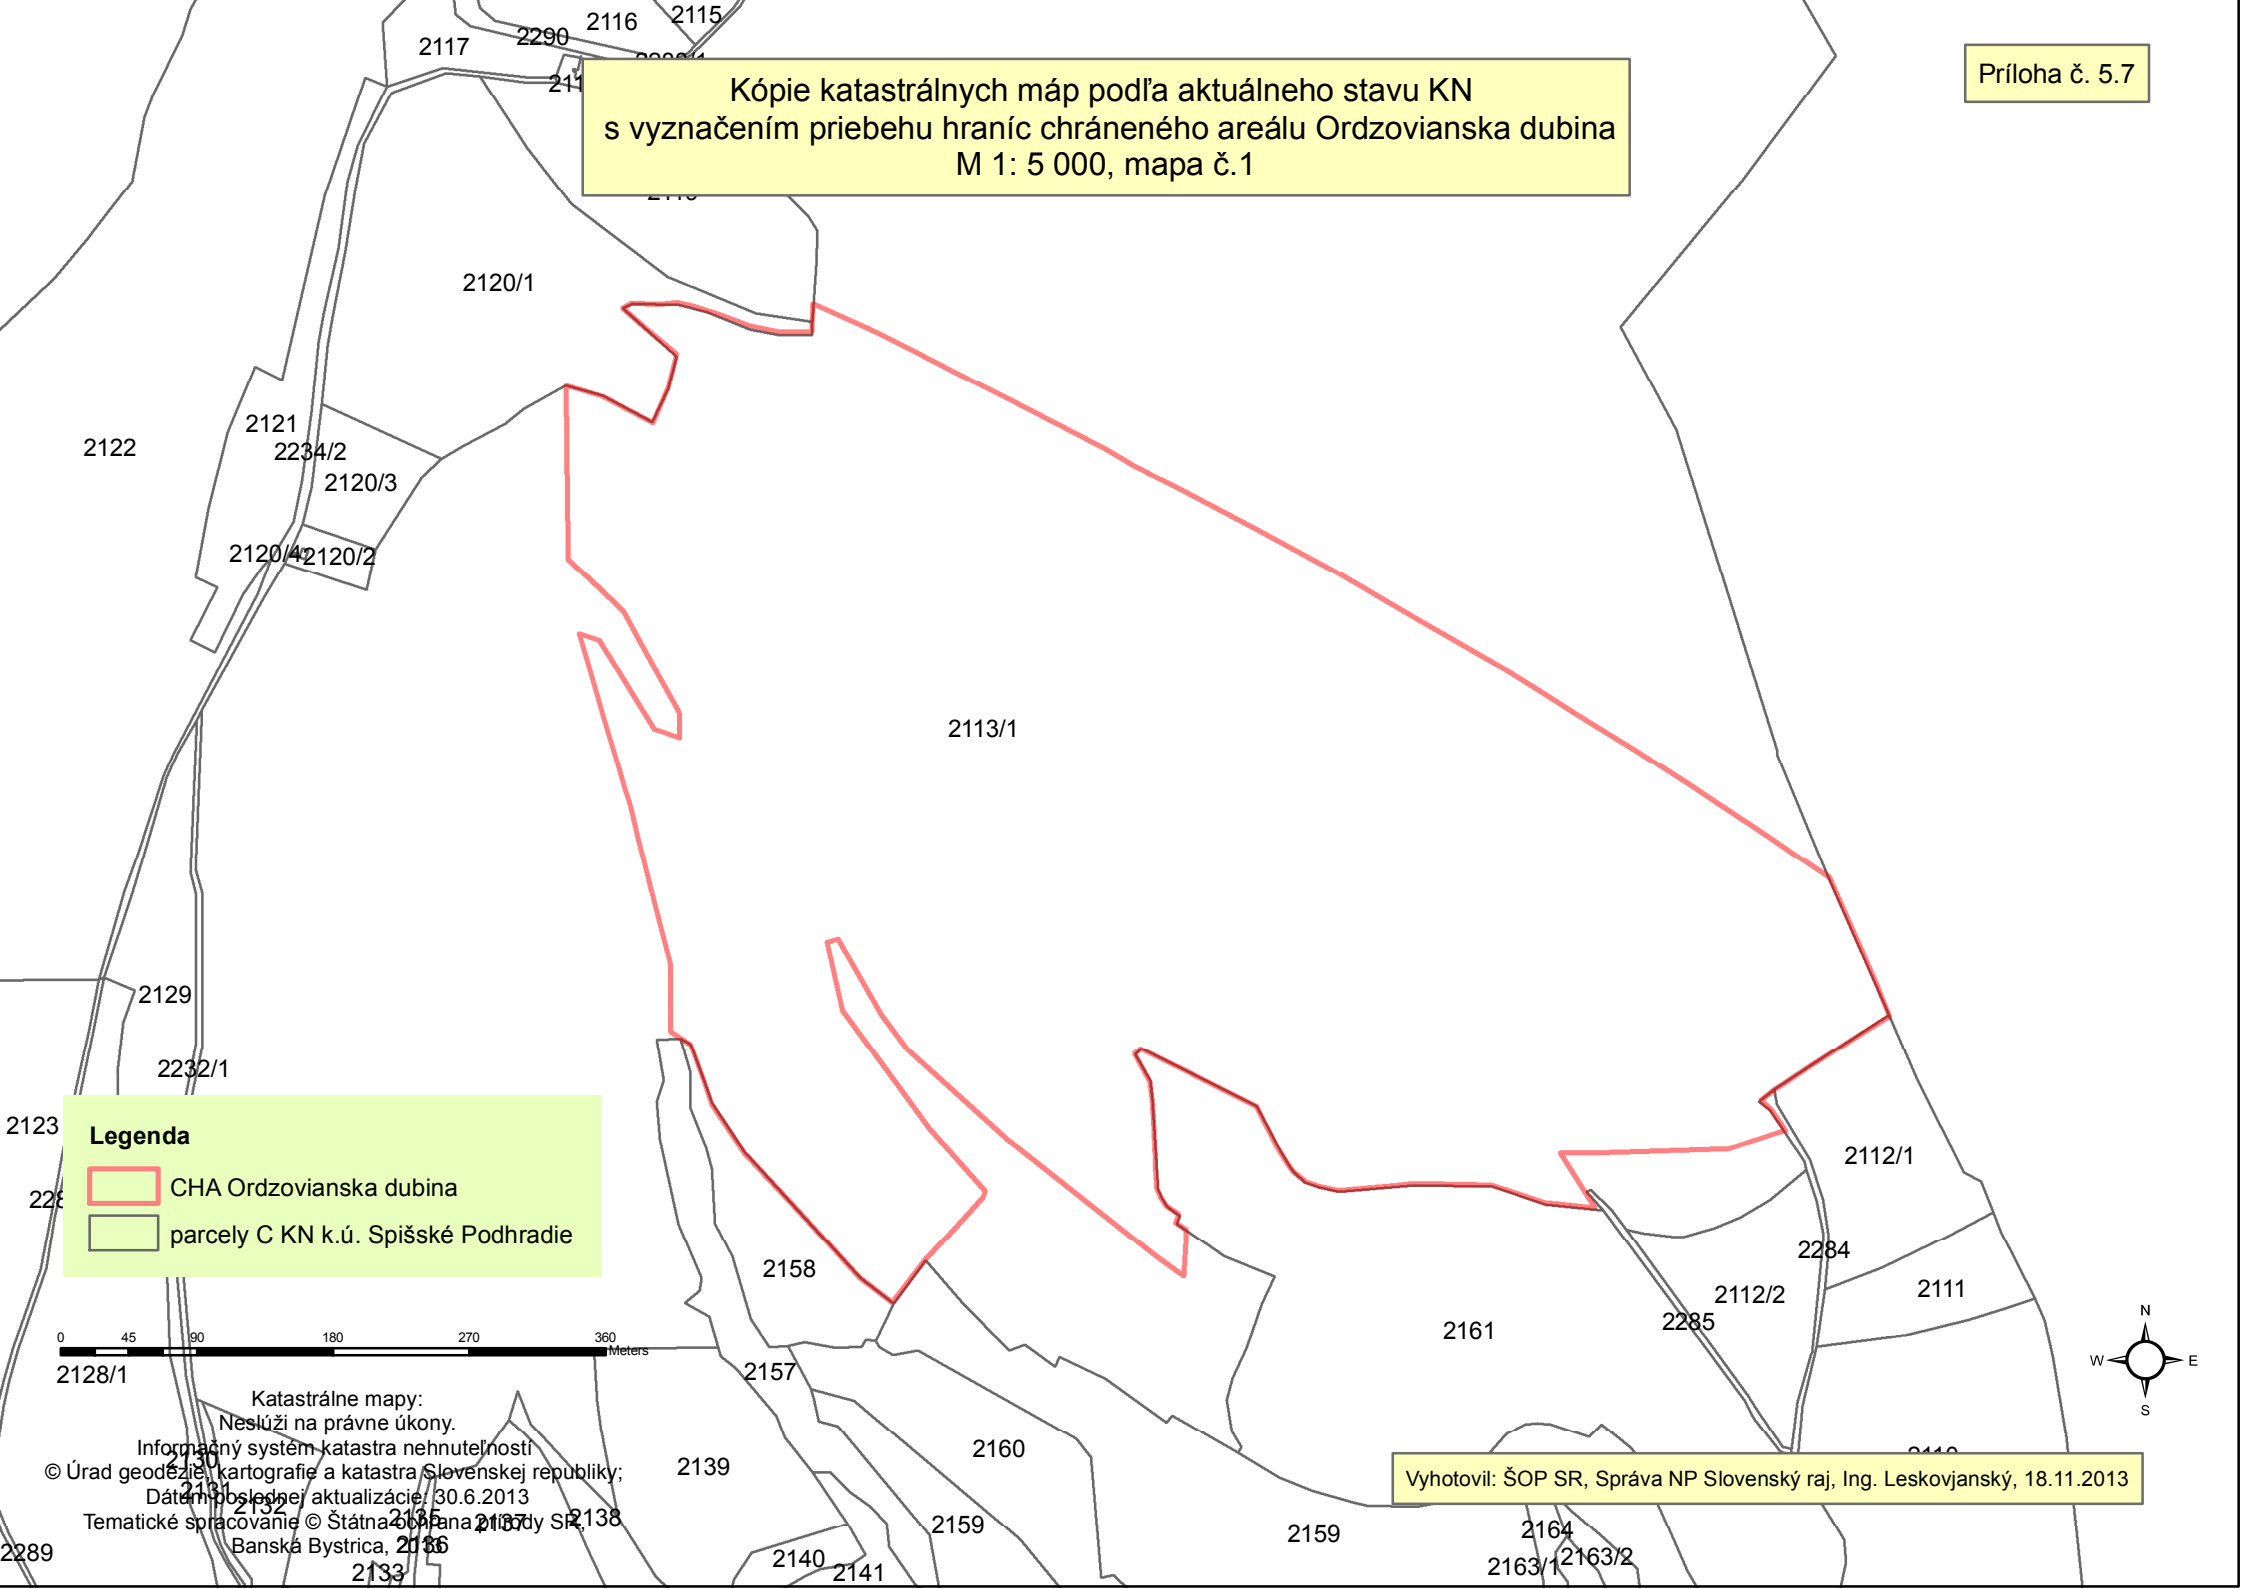 2115
2116
2290
2117
Kópie katastrálnych máp podľa aktuálneho stavu KN
s vyznačením priebehu hraníc chráneného areálu Ordzovianska dubina
M 1: 5 000, mapa č.1
Príloha č. 5.7
2120/1
2121
2122
2234/2
2120/3
2120/4
2120/2
2113/1
2129
2232/1
2123
Legenda
CHA Ordzovianska dubina
parcely C KN k.ú. Spišské Podhradie
2112/1
2284
2158
2111
2112/2
2285
2161
N
W
E
S
0 45 90 180 270 360
Meters
2128/1
2157
Katastrálne mapy:
Neslúži na právne úkony.
Informačný systém katastra nehnuteľností
© Úrad geodézie, kartografie a katastra Slovenskej republiky;
Dátum poslednej aktualizácie: 30.6.2013
Tematické spracovanie © Štátna ochrana prírody SR,
Banská Bystrica, 2013
2130
2131
2132
2135
2137
2138
2136
2133
2289
2139
2160
2159
2140
2141
2159
Vyhotovil: ŠOP SR, Správa NP Slovenský raj, Ing. Leskovjanský, 18.11.2013
2164
2163/1
2163/2